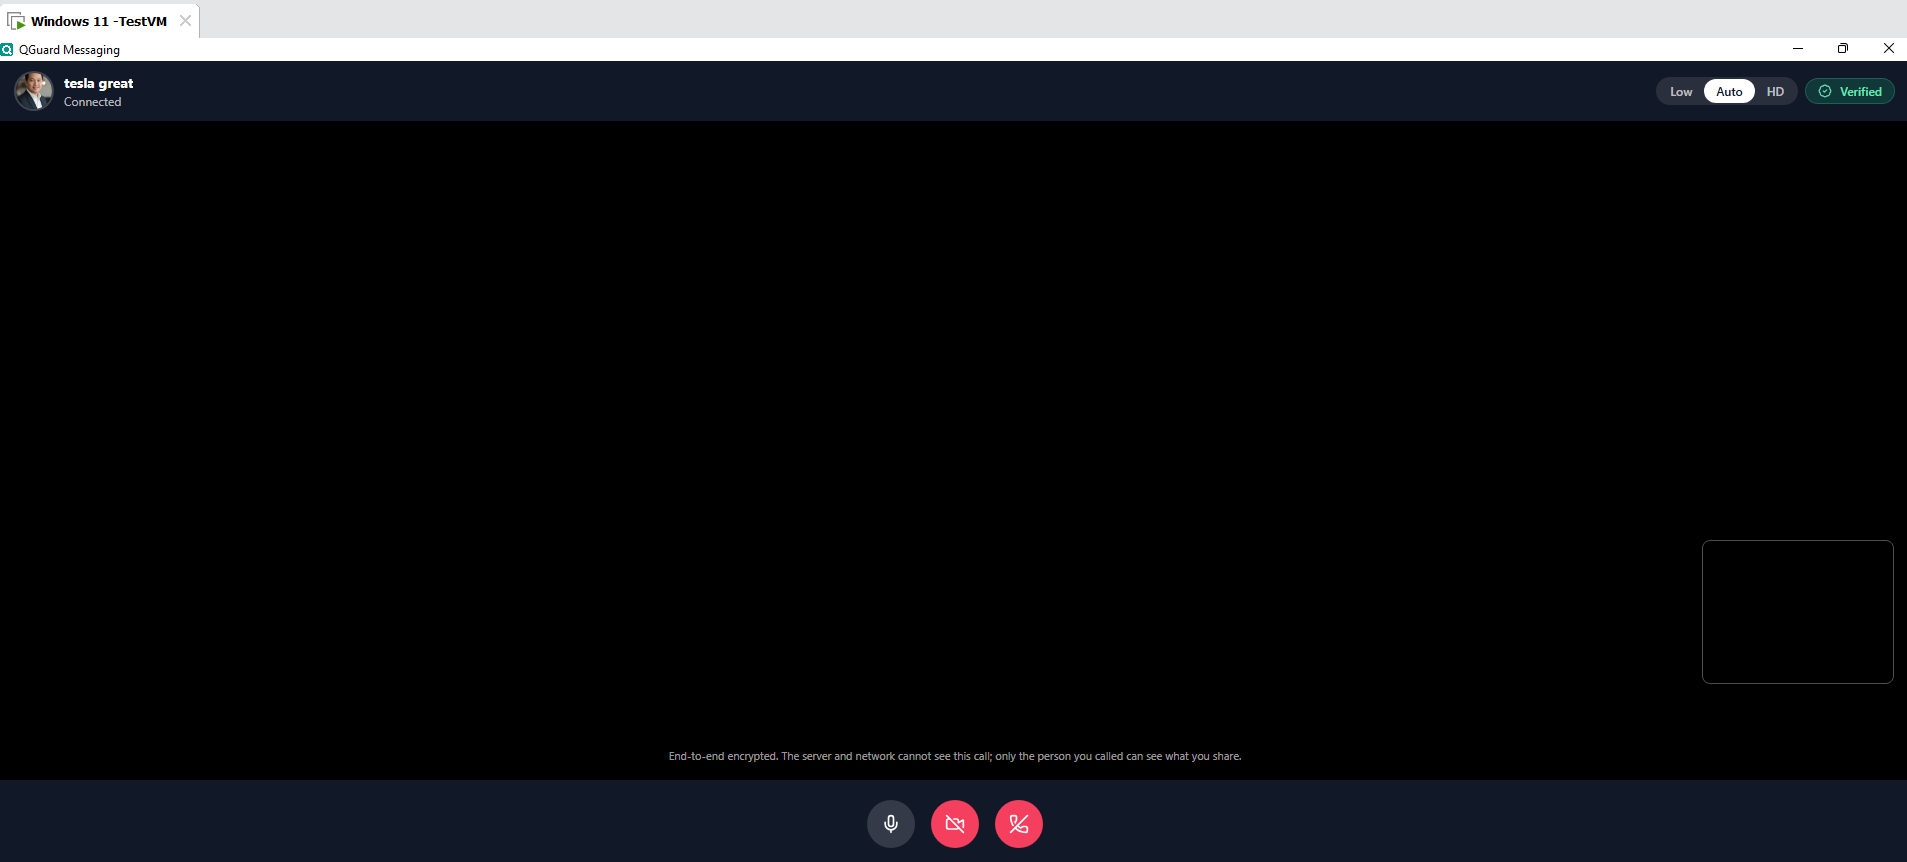 Windows 11 -TestVM
QGuard Messaging
tesla great
Connected
Low Auto HD
Verified
End-to-end encrypted. The server and network cannot see this call; only the person you called can see what you share.